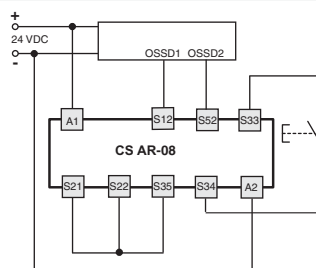 +
24 VDC
-
OSSD1 OSSD2
A1 S12 S52 S33
CS AR-08
S21 S22 S35 S34 A2